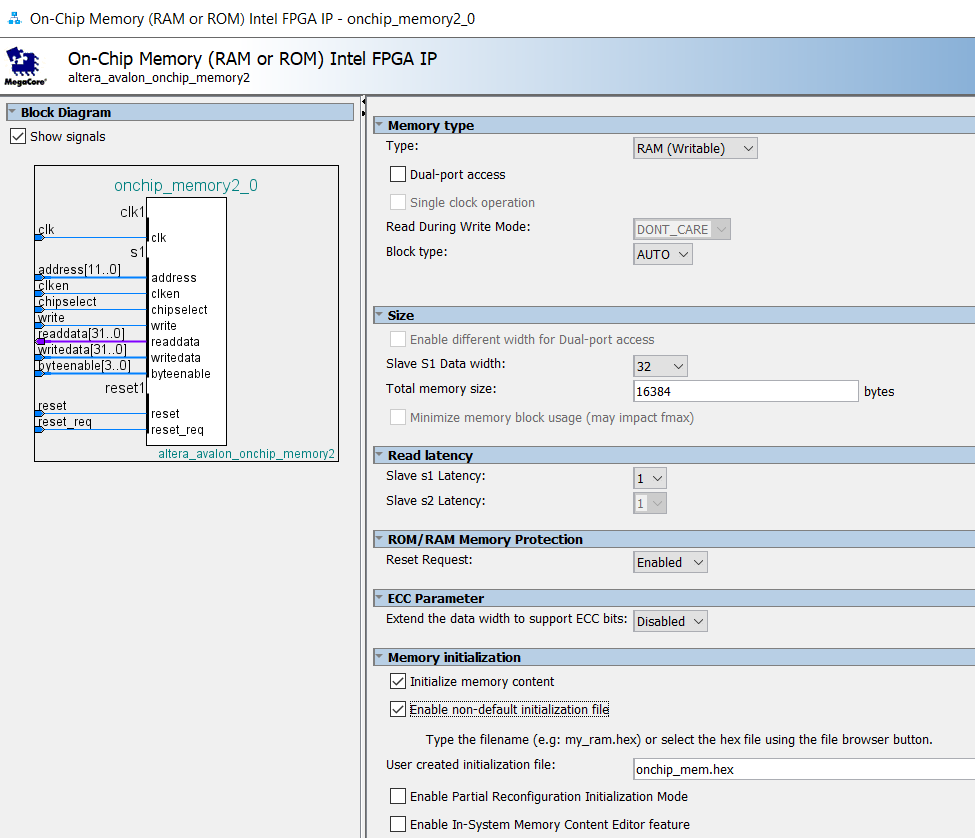 On-Chip Memory (RAM or ROM) Intel FPGA IP - onchip_memory2_0
MegaCore®
On-Chip Memory (RAM or ROM) Intel FPGA IP
altera_avalon_onchip_memory2
Block Diagram
Show signals
onchip_memory2_0
clk1
clk
clk
s1
address[11..0]
address
clken
clken
chipselect
chipselect
write
write
readdata[31..0]
readdata
writedata[31..0]
writedata
byteenable[3..0]
byteenable
reset1
reset
reset
reset_req
reset_req
altera_avalon_onchip_memory2
Memory type
Type: RAM (Writable)
Dual-port access
Single clock operation
Read During Write Mode: DONT_CARE
Block type: AUTO
Size
Enable different width for Dual-port access
Slave S1 Data width: 32
Total memory size: 16384 bytes
Minimize memory block usage (may impact fmax)
Read latency
Slave s1 Latency: 1
Slave s2 Latency: 1
ROM/RAM Memory Protection
Reset Request: Enabled
ECC Parameter
Extend the data width to support ECC bits: Disabled
Memory initialization
Initialize memory content
Enable non-default initialization file
Type the filename (e.g: my_ram.hex) or select the hex file using the file browser button.
User created initialization file: onchip_mem.hex
Enable Partial Reconfiguration Initialization Mode
Enable In-System Memory Content Editor feature